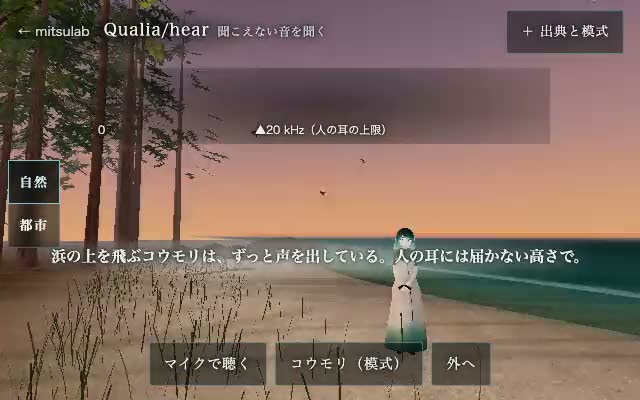 ← mitsulab Qualia/hear 聞こえない音を聞く
＋ 出典と模式
0 ▲20 kHz（人の耳の上限）
自然
都市
浜の上を飛ぶコウモリは、ずっと声を出している。人の耳には届かない高さで。
マイクで聴く コウモリ（模式） 外へ